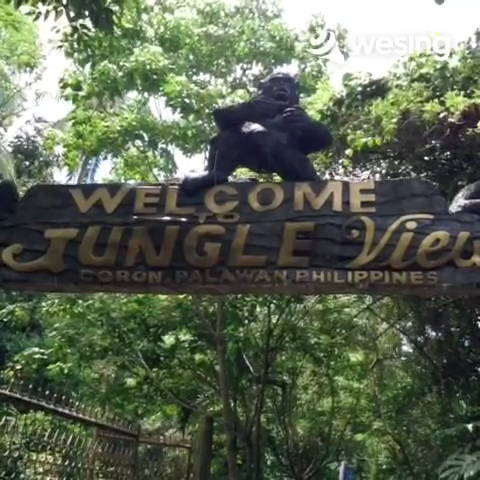 wesing
WELCOME
TO
JUNGLE View
CORON, PALAWAN PHILIPPINES